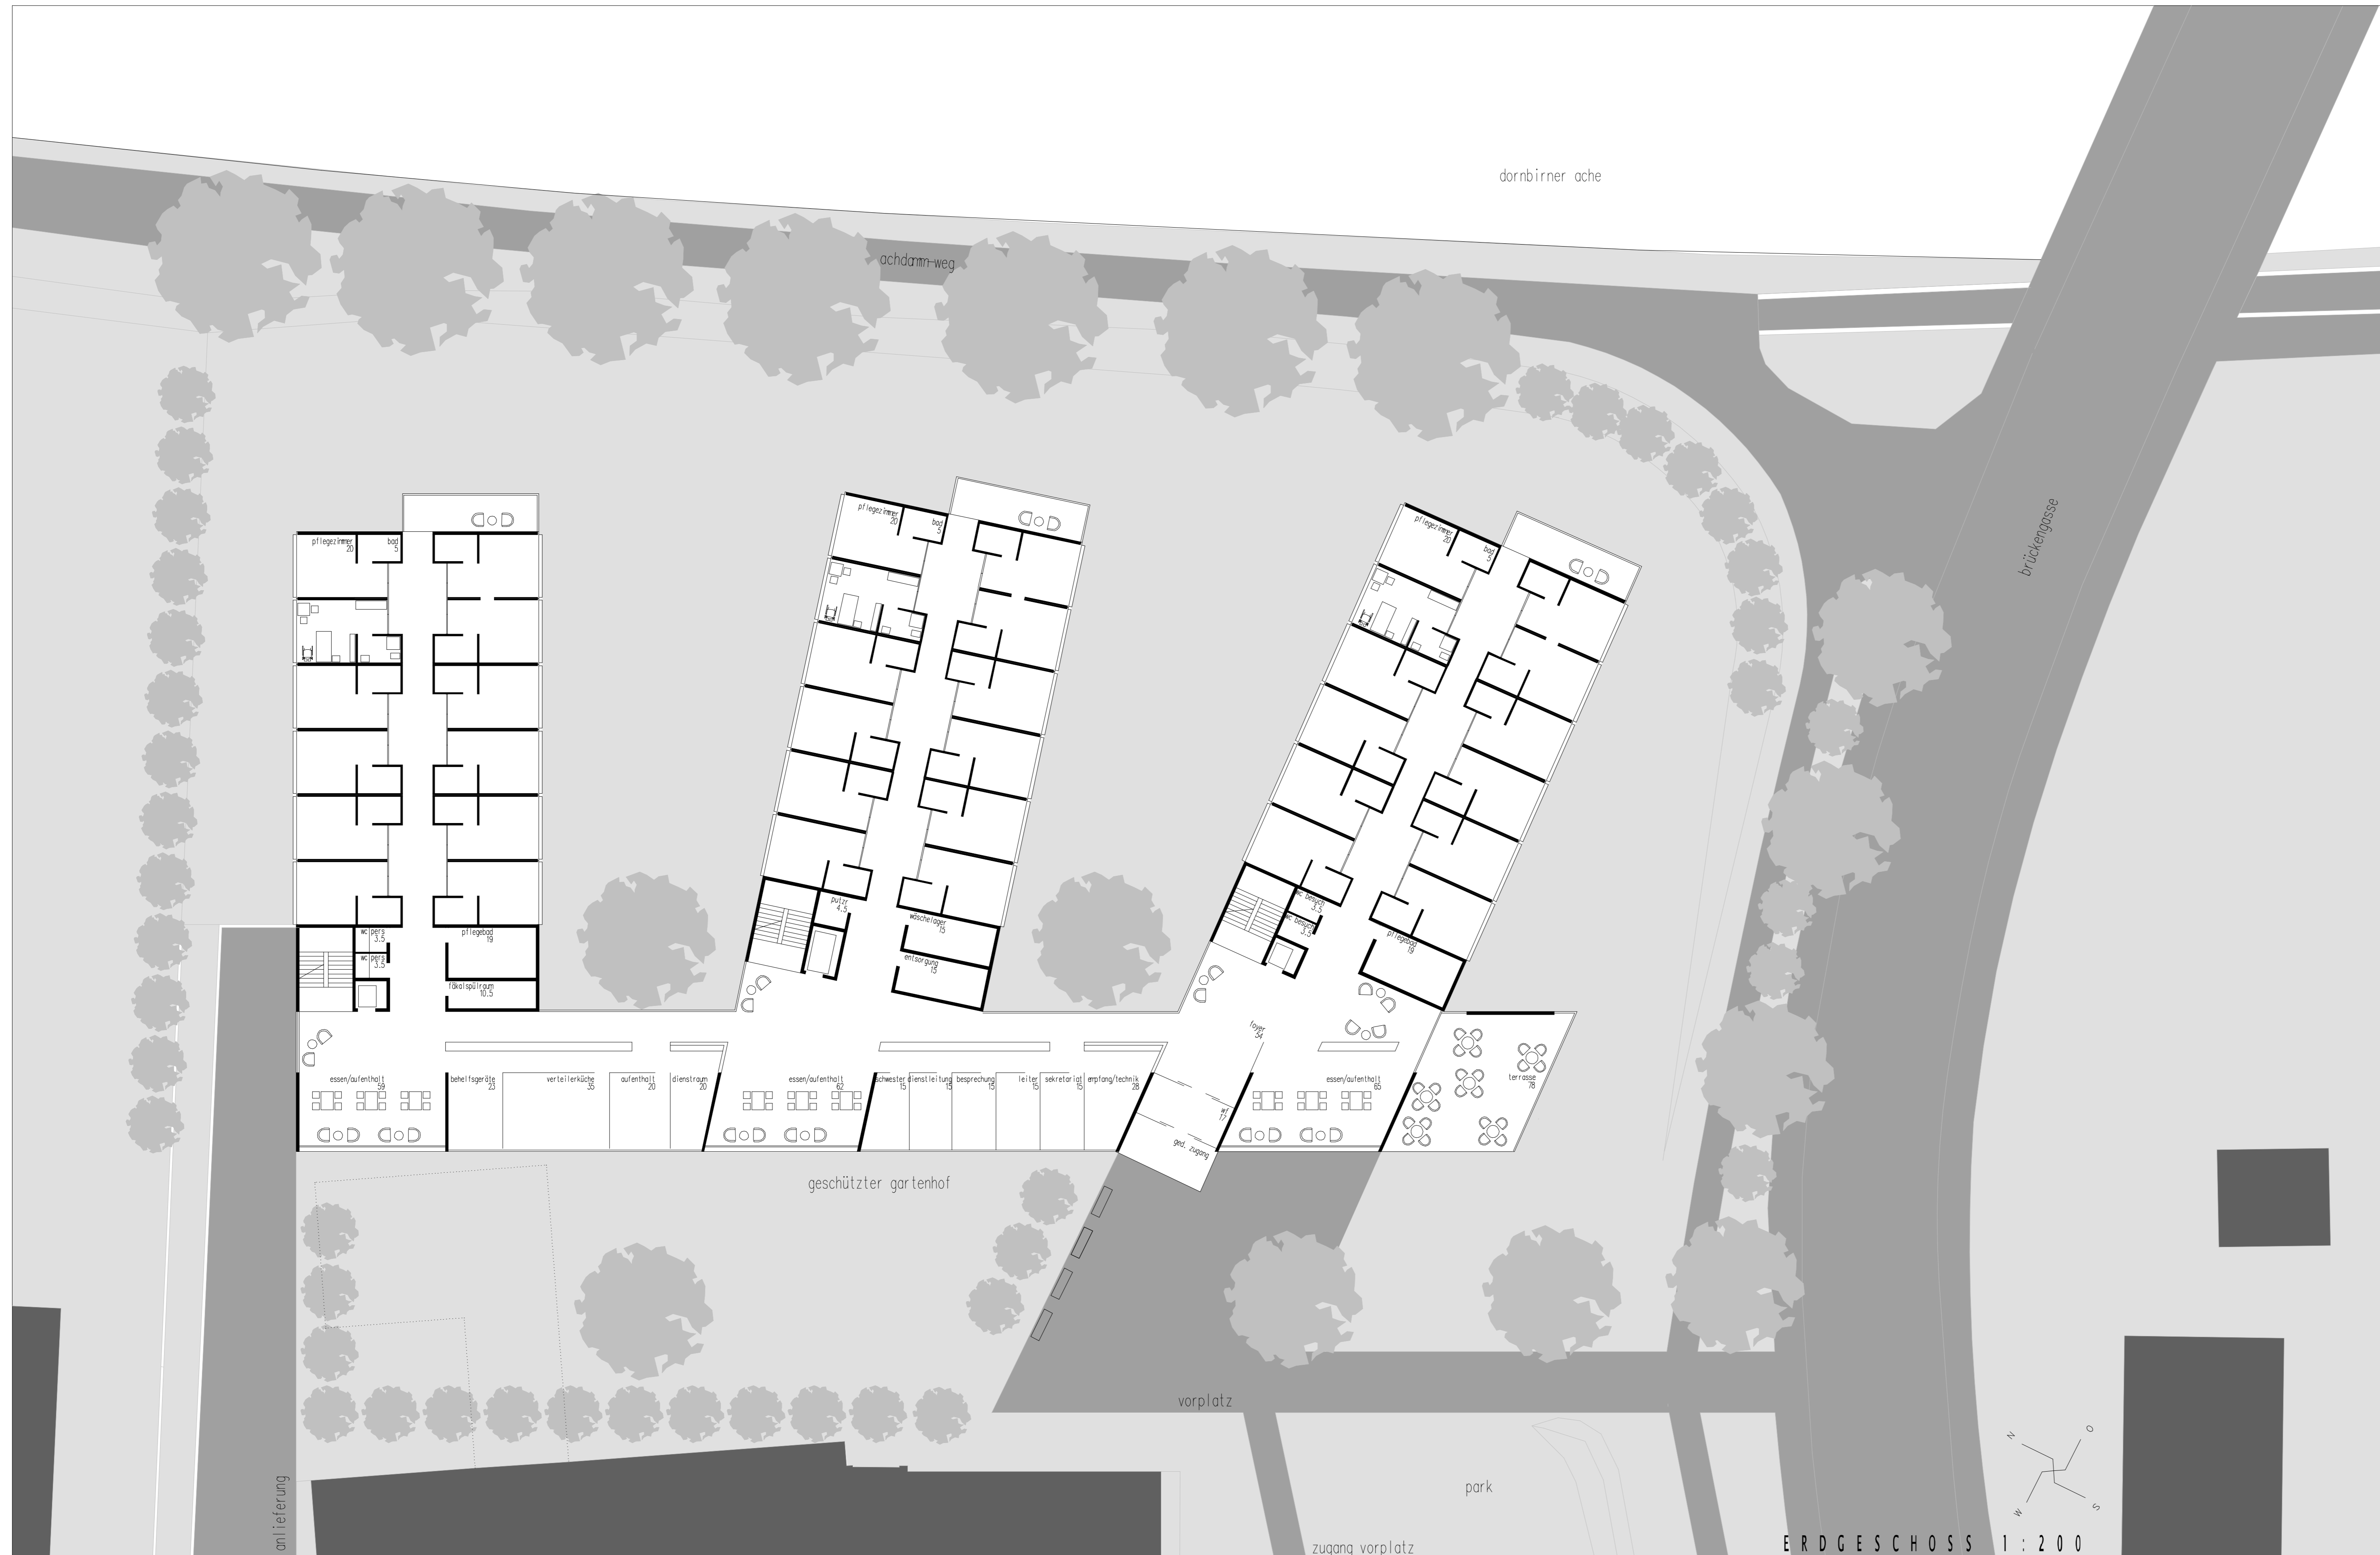 dornbirner ache
achdamm-weg
brückengasse
pflegezimmer
20
bad
5
pflegezimmer
20
bad
5
pflegezimmer
20
bad
5
wc pers
3,5
wc pers
3,5
pflegebad
19
fäkalspülraum
10,5
putzr
4,5
wäschelager
15
entsorgung
15
wc besuch
3,5
wc besuch
3,5
pflegebad
19
foyer
54
essen/aufenthalt
59
behelfsgeräte
23
verteilerküche
35
aufenthalt
20
dienstraum
20
essen/aufenthalt
62
schwester
15
dienstleitung
15
besprechung
15
leiter
15
sekretariat
15
empfang/technik
28
wf
17
ged. zugang
essen/aufenthalt
65
terrasse
78
geschützter gartenhof
vorplatz
park
anlieferung
zugang vorplatz
N
O
W
S
ERDGESCHOSS 1:200